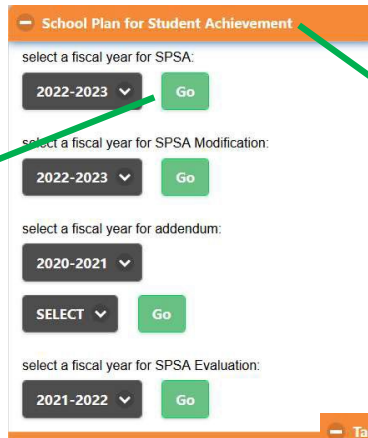 School Plan for Student Achievement
select a fiscal year for SPSA:
2022-2023 Go
select a fiscal year for SPSA Modification:
2022-2023 Go
select a fiscal year for addendum:
2020-2021
SELECT Go
select a fiscal year for SPSA Evaluation:
2021-2022 Go
Ta